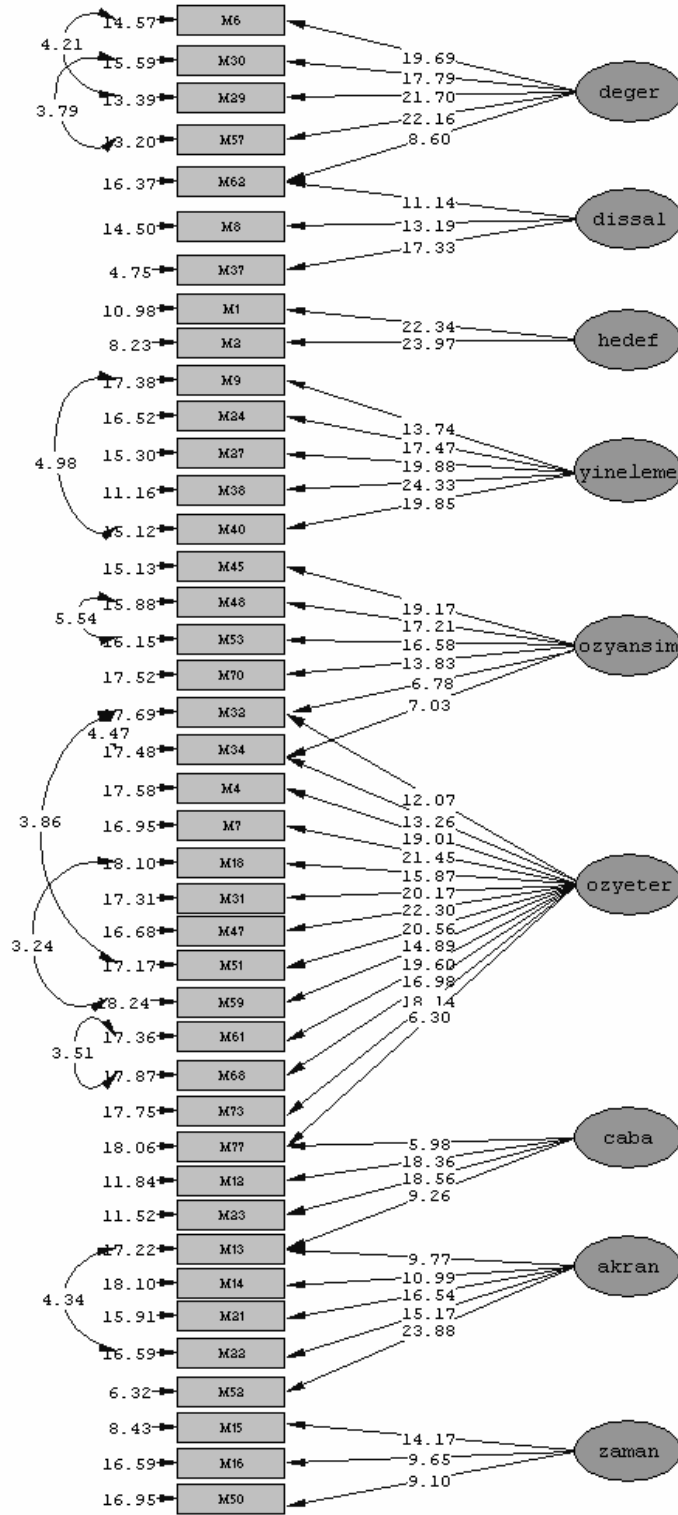 14.57 M6
4.21
19.69
15.59 M30
17.79
deger
13.39 M29
21.70
3.79
22.16
13.20 M57
8.60
16.37 M62
11.14
14.50 M8
13.19
dissal
17.33
4.75 M37
10.98 M1
22.34
hedef
8.23 M2
23.97
17.38 M9
16.52 M24
13.74
17.47
15.30 M27
4.98
19.88
yineleme
11.16 M38
24.33
19.85
15.12 M40
15.13 M45
19.17
15.88 M48
5.54
17.21
16.15 M53
16.58
ozyansim
13.83
17.52 M70
6.78
7.03
17.69 M32
4.47
17.48 M34
17.58 M4
12.07
13.26
3.86
16.95 M7
19.01
21.45
18.10 M18
15.87
20.17
ozyeter
17.31 M31
22.30
16.68 M47
20.56
3.24
14.89
17.17 M51
19.60
16.98
18.24 M59
18.14
6.30
17.36 M61
3.51
17.87 M68
17.75 M73
18.06 M77
5.98
caba
18.36
11.84 M12
18.56
9.26
11.52 M23
17.22 M13
9.77
akran
10.99
18.10 M14
16.54
4.34
15.91 M21
15.17
23.88
16.59 M22
6.32 M52
8.43 M15
14.17
zaman
16.59 M16
9.65
9.10
16.95 M50